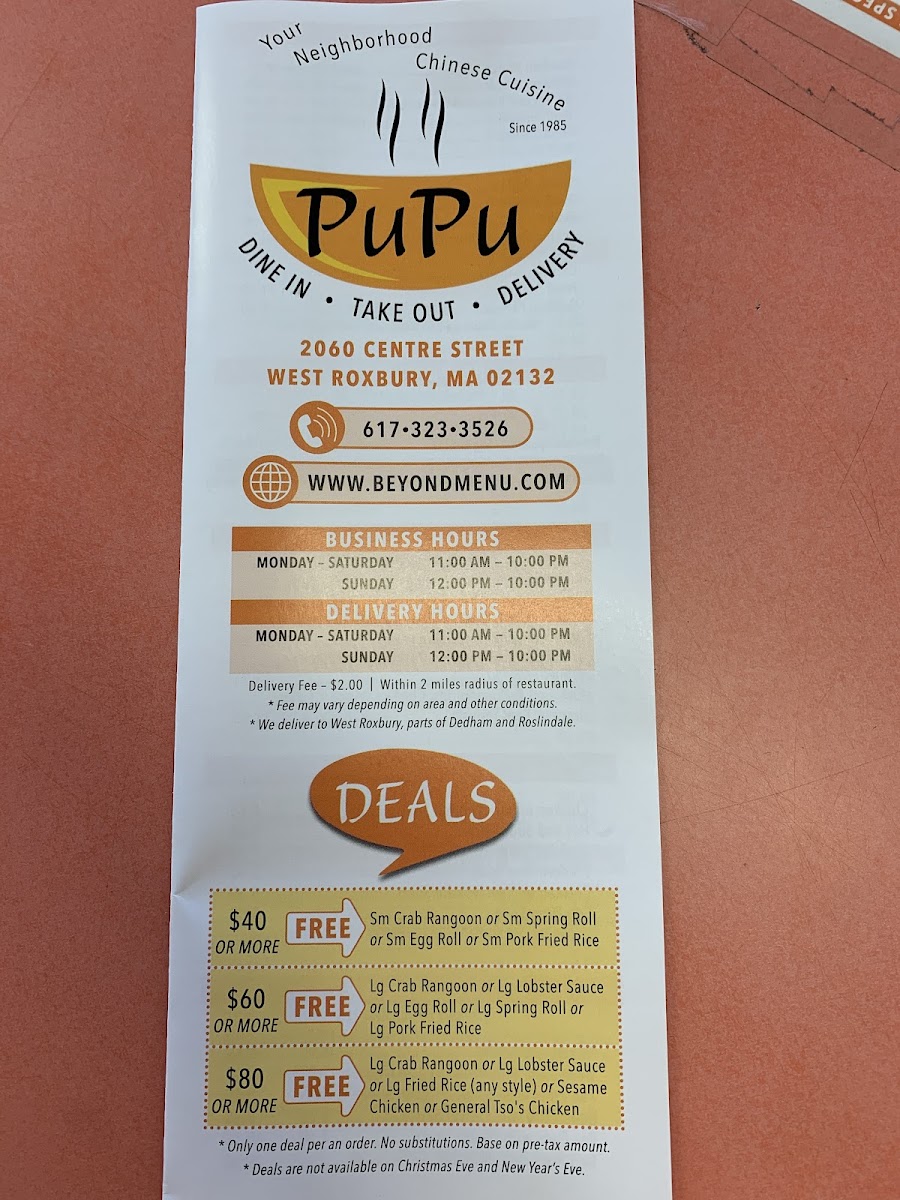 Your Neighborhood Chinese Cuisine
Since 1985
PuPu
DINE IN • TAKE OUT • DELIVERY
2060 CENTRE STREET
WEST ROXBURY, MA 02132
617•323•3526
WWW.BEYONDMENU.COM
BUSINESS HOURS
MONDAY – SATURDAY 11:00 AM – 10:00 PM
SUNDAY 12:00 PM – 10:00 PM
DELIVERY HOURS
MONDAY – SATURDAY 11:00 AM – 10:00 PM
SUNDAY 12:00 PM – 10:00 PM
Delivery Fee – $2.00 | Within 2 miles radius of restaurant.
* Fee may vary depending on area and other conditions.
* We deliver to West Roxbury, parts of Dedham and Roslindale.
DEALS
$40 OR MORE
FREE
Sm Crab Rangoon or Sm Spring Roll
or Sm Egg Roll or Sm Pork Fried Rice
$60 OR MORE
FREE
Lg Crab Rangoon or Lg Lobster Sauce
or Lg Egg Roll or Lg Spring Roll or
Lg Pork Fried Rice
$80 OR MORE
FREE
Lg Crab Rangoon or Lg Lobster Sauce
or Lg Fried Rice (any style) or Sesame
Chicken or General Tso's Chicken
* Only one deal per an order. No substitutions. Base on pre-tax amount.
* Deals are not available on Christmas Eve and New Year's Eve.